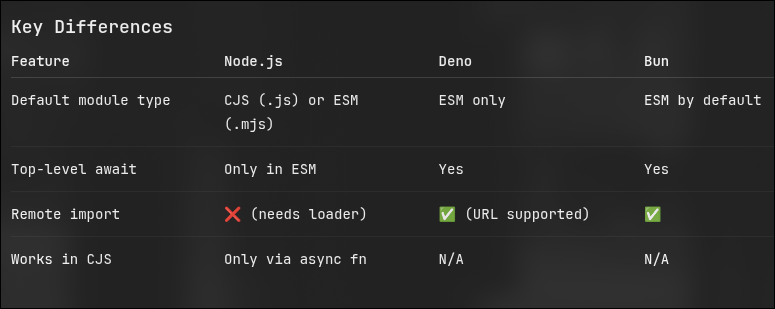 Key Differences
Feature Node.js Deno Bun
Default module type CJS (.js) or ESM ESM only ESM by default
(.mjs)
Top-level await Only in ESM Yes Yes
Remote import ❌ (needs loader) ✅ (URL supported) ✅
Works in CJS Only via async fn N/A N/A